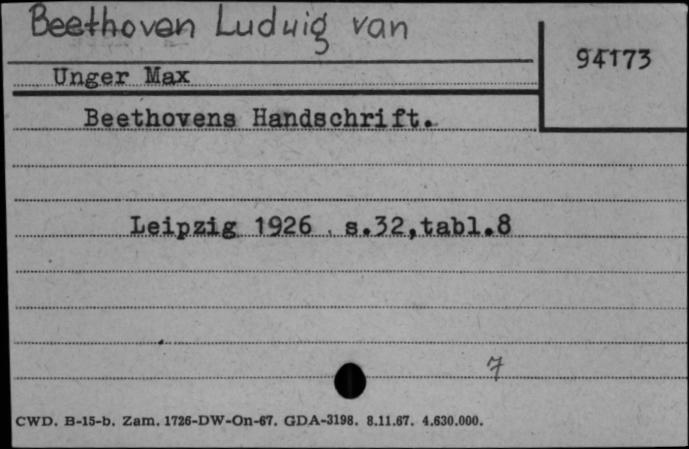 Beethoven Ludwig van
94173
Unger Max
Beethovens Handschrift.
Leipzig 1926 . s.32,tabl.8
7
CWD. B-15-b. Zam. 1726-DW-On-67. GDA-3198. 8.11.67. 4.630.000.